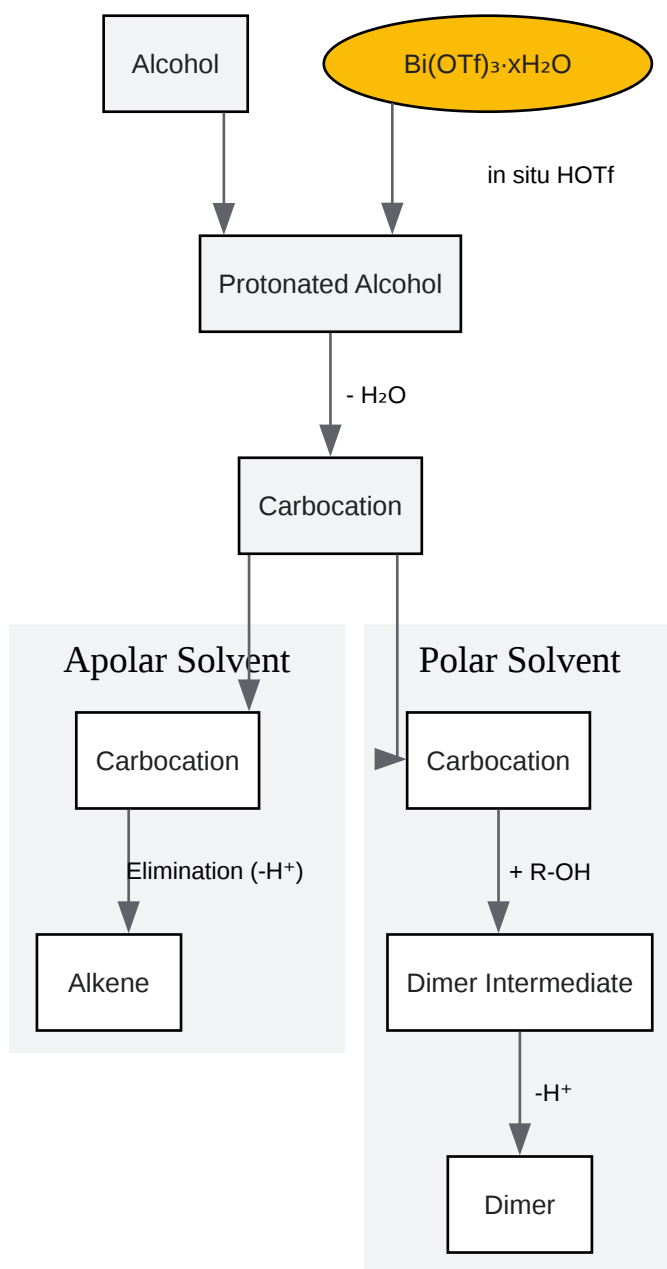 Alcohol
Bi(OTf)₃·xH₂O
in situ HOTf
Protonated Alcohol
- H₂O
Carbocation
Apolar Solvent
Polar Solvent
Carbocation
Carbocation
Elimination (-H⁺)
+ R-OH
Alkene
Dimer Intermediate
-H⁺
Dimer